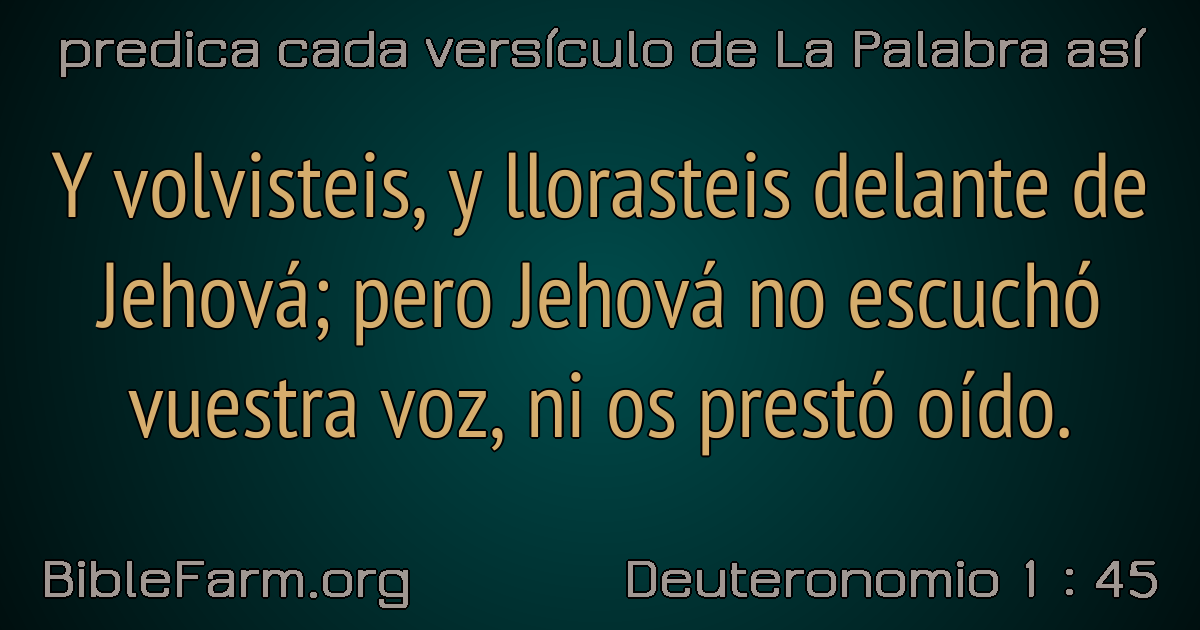 predica cada versículo de La Palabra así
Y volvisteis, y llorasteis delante de
Jehová; pero Jehová no escuchó
vuestra voz, ni os prestó oído.
BibleFarm.org
Deuteronomio 1 : 45